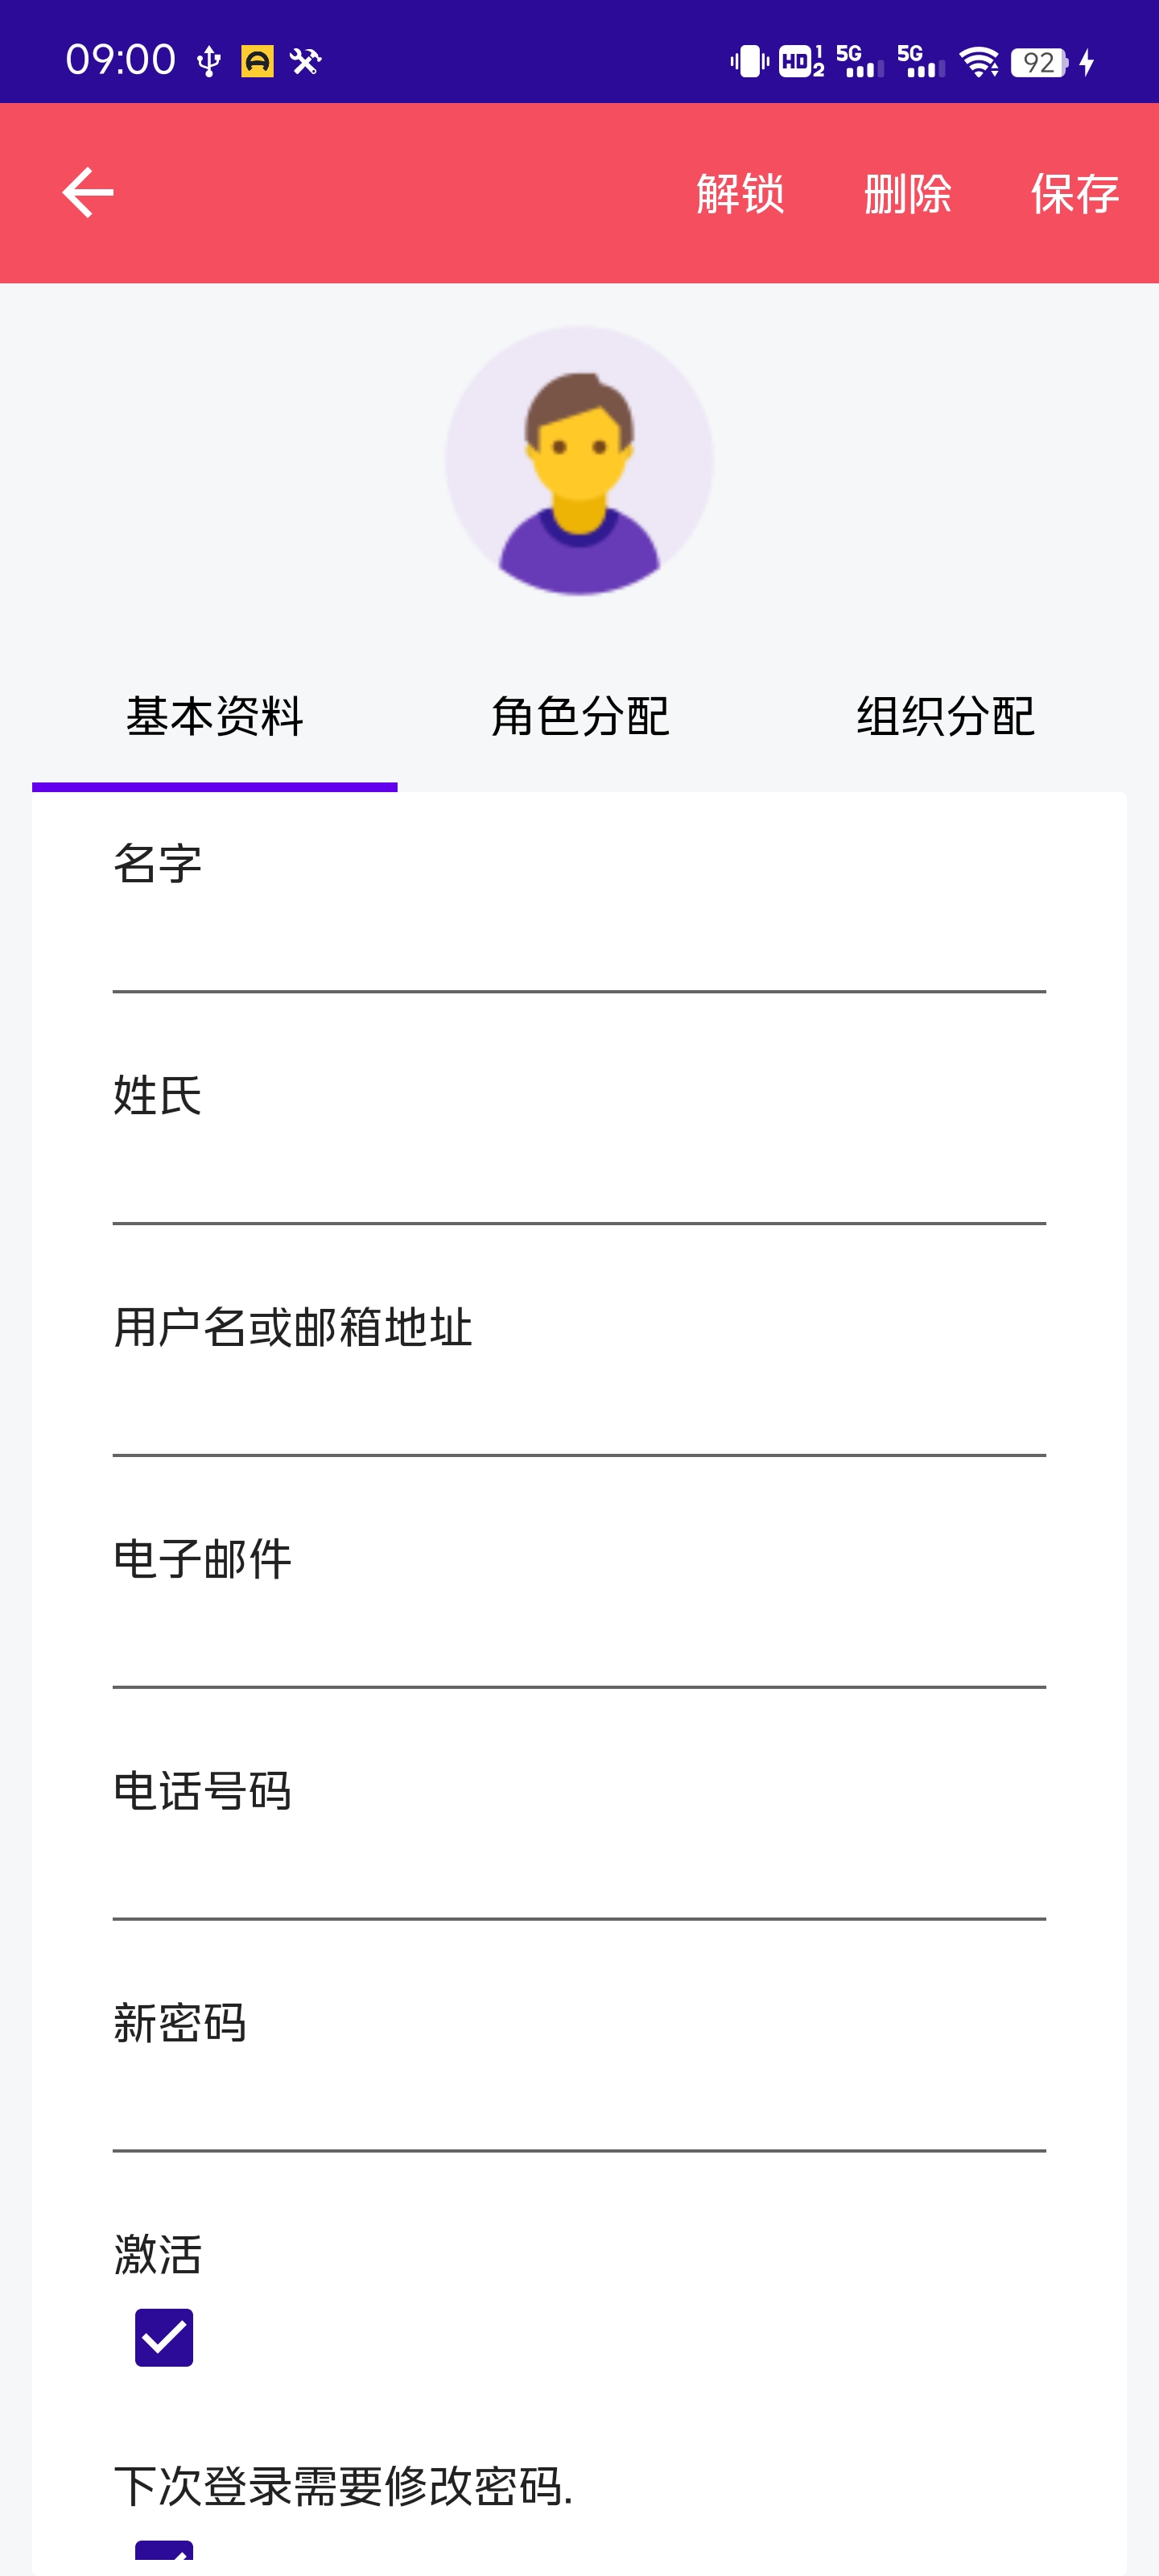 09:00 HD 1 2 5G 5G 92
解锁 删除 保存
基本资料 角色分配 组织分配
名字
姓氏
用户名或邮箱地址
电子邮件
电话号码
新密码
激活
下次登录需要修改密码.